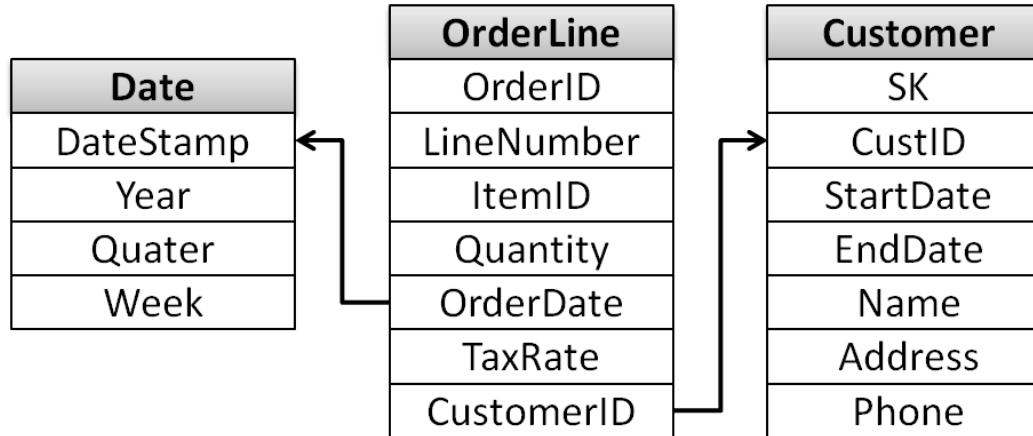 Date
DateStamp
Year
Quater
Week
OrderLine
OrderID
LineNumber
ItemID
Quantity
OrderDate
TaxRate
CustomerID
Customer
SK
CustID
StartDate
EndDate
Name
Address
Phone